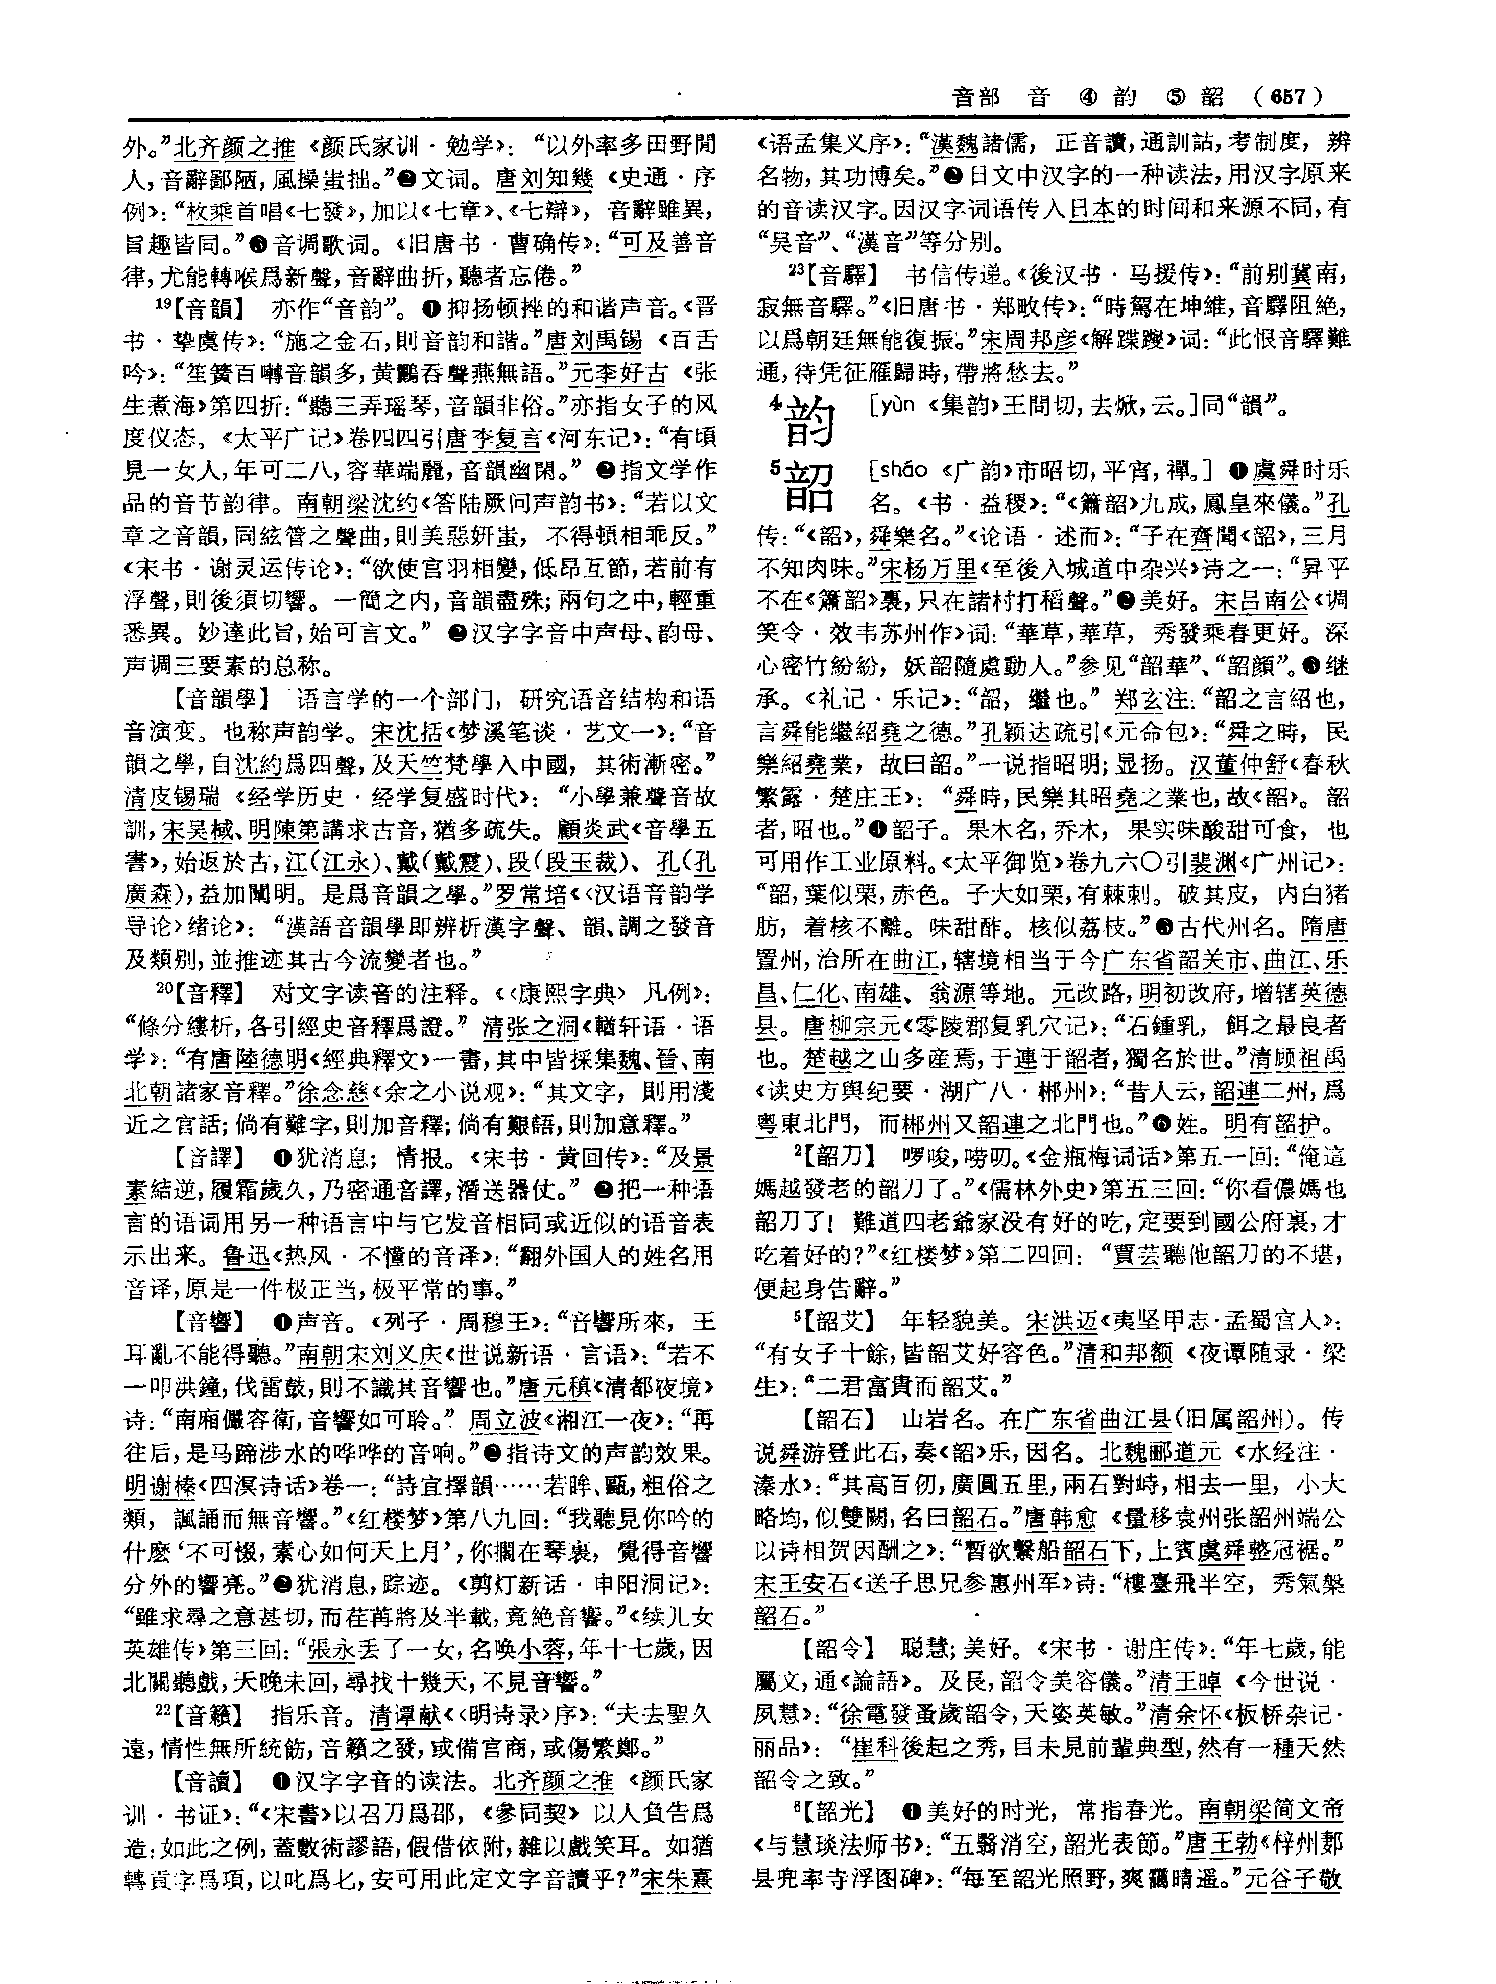 音部 音 ④韵 ⑤韶 （657）
外。”北齐颜之推《颜氏家训·勉学》：“以外率多田野閒
人，音辭鄙陋，風操蚩拙。”❷文词。唐刘知幾《史通·序
例》：“枚乘首唱《七發》，加以《七章》、《七辯》，音辭雖異，
旨趣皆同。”❸音调歌词。《旧唐书·曹确传》：“可及善音
律，尤能轉喉爲新聲，音辭曲折，聽者忘倦。”
19【音韻】 亦作“音韵”。❶抑扬顿挫的和谐声音。《晋
书·挚虞传》：“施之金石，則音韵和諧。”唐刘禹锡《百舌
吟》：“笙簧百囀音韻多，黄鸝吞聲燕無語。”元李好古《张
生煮海》第四折：“聽三弄瑶琴，音韻非俗。”亦指女子的风
度仪态。《太平广记》卷四四引唐李复言《河东记》：“有頃
見一女人，年可二八，容華端麗，音韻幽閑。”❷指文学作
品的音节韵律。南朝梁沈约《答陆厥问声韵书》：“若以文
章之音韻，同絃管之聲曲，則美惡妍蚩，不得頓相乖反。”
《宋书·谢灵运传论》：“欲使宫羽相變，低昂互節，若前有
浮聲，則後須切響。一簡之内，音韻盡殊；兩句之中，輕重
悉異。妙達此旨，始可言文。”❷汉字字音中声母、韵母、
声调三要素的总称。
【音韻學】 语言学的一个部门，研究语音结构和语
音演变。也称声韵学。宋沈括《梦溪笔谈·艺文一》：“音
韻之學，自沈約爲四聲，及天竺梵學入中國，其術漸密。”
清皮锡瑞《经学历史·经学复盛时代》：“小學兼聲音故
訓，宋吴棫、明陳第講求古音，猶多疏失。顧炎武《音學五
書》，始返於古，江（江永）、戴（戴震）、段（段玉裁）、孔（孔
廣森），益加闡明。是爲音韻之學。”罗常培《〈汉语音韵学
导论〉绪论》：“漢語音韻學即辨析漢字聲、韻、調之發音
及類别，並推迹其古今流變者也。”
20【音釋】 对文字读音的注释。《〈康熙字典〉凡例》：
“條分縷析，各引經史音釋爲證。”清张之洞《輶轩语·语
学》：“有唐陸德明《經典釋文》一書，其中皆採集魏、晉、南
北朝諸家音釋。”徐念慈《余之小说观》：“其文字，則用淺
近之官話；倘有難字，則加音釋；倘有艱語，則加意釋。”
【音譯】 ❶犹消息；情报。《宋书·黄回传》：“及景
素結逆，履霜歲久，乃密通音譯，潛送器仗。”❷把一种语
言的语词用另一种语言中与它发音相同或近似的语音表
示出来。鲁迅《热风·不懂的音译》：“翻外国人的姓名用
音译，原是一件极正当，极平常的事。”
【音響】 ❶声音。《列子·周穆王》：“音響所來，王
耳亂不能得聽。”南朝宋刘义庆《世说新语·言语》：“若不
一叩洪鐘，伐雷鼓，則不識其音響也。”唐元稹《清都夜境》
诗：“南廂儼容衛，音響如可聆。”周立波《湘江一夜》：“再
往后，是马蹄涉水的哗哗的音响。”❷指诗文的声韵效果。
明谢榛《四溟诗话》卷一：“詩宜擇韻……若眸、甌，粗俗之
類，諷誦而無音響。”《红楼梦》第八九回：“我聽見你吟的
什麽‘不可惙，素心如何天上月’，你擱在琴裏，覺得音響
分外的響亮。”❷犹消息，踪迹。《剪灯新话·申阳洞记》：
“雖求尋之意甚切，而荏苒將及半載，竟絶音響。”《续儿女
英雄传》第三回：“張永丢了一女，名唤小蓉，年十七歲，因
北關聽戲，天晚未回，尋找十幾天，不見音響。”
22【音籟】 指乐音。清谭献《〈明诗录〉序》：“夫去聖久
遠，情性無所統飭，音籟之發，或備宫商，或傷繁鄭。”
【音讀】 ❶汉字字音的读法。北齐颜之推《颜氏家
训·书证》：“《宋書》以召刀爲邵，《參同契》以人負告爲
造：如此之例，蓋數術謬語，假借依附，雜以戲笑耳。如猶
轉貢字爲項，以叱爲七，安可用此定文字音讀乎？”宋朱熹
《语孟集义序》：“漢魏諸儒，正音讀，通訓詁，考制度，辨
名物，其功博矣。”❷日文中汉字的一种读法，用汉字原来
的音读汉字。因汉字词语传入日本的时间和来源不同，有
“吴音”、“漢音”等分别。
23【音驛】 书信传递。《後汉书·马援传》：“前别冀南，
寂無音驛。”《旧唐书·郑畋传》：“時駕在坤維，音驛阻絶，
以爲朝廷無能復振。”宋周邦彦《解蹀躞》词：“此恨音驛難
通，待凭征雁歸時，帶將愁去。”
4韵 ［yùn《集韵》王問切，去焮，云。］同“韻”。
5韶 ［sháo《广韵》市昭切，平宵，禪。］❶虞舜时乐
名。《书·益稷》：“《簫韶》九成，鳳皇來儀。”孔
传：“《韶》，舜樂名。”《论语·述而》：“子在齊聞《韶》，三月
不知肉味。”宋杨万里《至後入城道中杂兴》诗之一：“昇平
不在《簫韶》裏，只在諸村打稻聲。”❷美好。宋吕南公《调
笑令·效韦苏州作》词：“華草，華草，秀發乘春更好。深
心密竹紛紛，妖韶隨處動人。”参见“韶華”、“韶顔”。❸继
承。《礼记·乐记》：“韶，繼也。”郑玄注：“韶之言紹也，
言舜能繼紹堯之德。”孔颖达疏引《元命包》：“舜之時，民
樂紹堯業，故曰韶。”一说指昭明；显扬。汉董仲舒《春秋
繁露·楚庄王》：“舜時，民樂其昭堯之業也，故《韶》。韶
者，昭也。”❹韶子。果木名，乔木，果实味酸甜可食，也
可用作工业原料。《太平御览》卷九六〇引裴渊《广州记》：
“韶，葉似栗，赤色。子大如栗，有棘刺。破其皮，内白猪
肪，着核不離。味甜酢。核似荔枝。”❺古代州名。隋唐
置州，治所在曲江，辖境相当于今广东省韶关市、曲江、乐
昌、仁化、南雄、翁源等地。元改路，明初改府，增辖英德
县。唐柳宗元《零陵郡复乳穴记》：“石鍾乳，餌之最良者
也。楚越之山多産焉，于連于韶者，獨名於世。”清顾祖禹
《读史方舆纪要·湖广八·郴州》：“昔人云，韶連二州，爲
粤東北門，而郴州又韶連之北門也。”❻姓。明有韶护。
2【韶刀】 啰唆，唠叨。《金瓶梅词话》第五一回：“俺這
媽越發老的韶刀了。”《儒林外史》第五三回：“你看儂媽也
韶刀了！難道四老爺家没有好的吃，定要到國公府裏，才
吃着好的？”《红楼梦》第二四回：“賈芸聽他韶刀的不堪，
便起身告辭。”
5【韶艾】 年轻貌美。宋洪迈《夷坚甲志·孟蜀宫人》：
“有女子十餘，皆韶艾好容色。”清和邦额《夜谭随录·梁
生》：“二君富貴而韶艾。”
【韶石】 山岩名。在广东省曲江县（旧属韶州）。传
说舜游登此石，奏《韶》乐，因名。北魏郦道元《水经注·
溱水》：“其高百仞，廣圓五里，兩石對峙，相去一里，小大
略均，似雙闕，名曰韶石。”唐韩愈《量移袁州张韶州端公
以诗相贺因酬之》：“暫欲繫船韶石下，上賓虞舜整冠裾。”
宋王安石《送子思兄参惠州军》诗：“樓臺飛半空，秀氣槃
韶石。”
【韶令】 聪慧；美好。《宋书·谢庄传》：“年七歲，能
屬文，通《論語》。及長，韶令美容儀。”清王晫《今世说·
夙慧》：“徐電發蚤歲韶令，天姿英敏。”清余怀《板桥杂记·
丽品》：“崔科後起之秀，目未見前輩典型，然有一種天然
韶令之致。”
6【韶光】 ❶美好的时光，常指春光。南朝梁简文帝
《与慧琰法师书》：“五翳消空，韶光表節。”唐王勃《梓州郪
县兜率寺浮图碑》：“每至韶光照野，爽靄晴遥。”元谷子敬